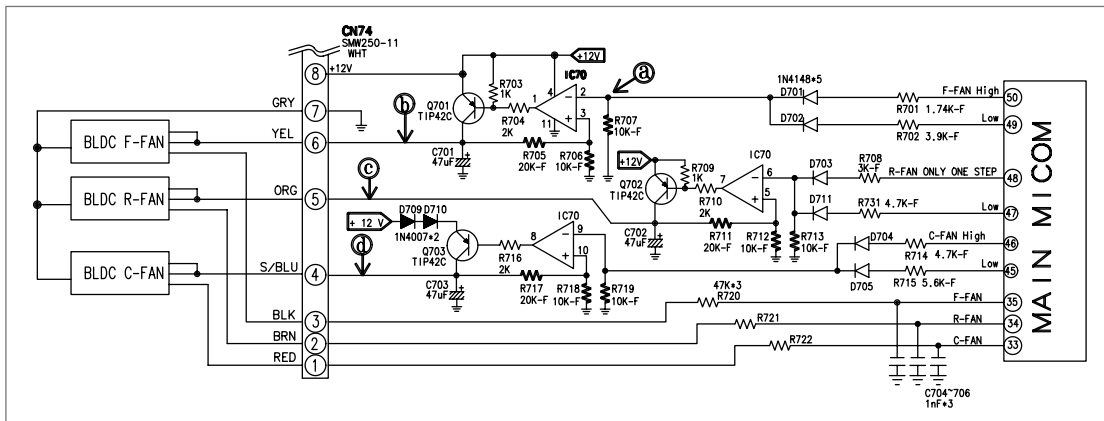 CN74
SMW250-11
WHT
8
+12V
+12V
R703
1K
IC70
4
1
2
3
11
Q701
TIP42C
R704
2K
a
R707
10K-F
1N4148*5
D701
R701 1.74K-F
F-FAN High
50
D702
R702 3.9K-F
Low
49
GRY
7
b
BLDC F-FAN
YEL
6
C701
47uF
+
R705
20K-F
R706
10K-F
+12V
R709
1K
IC70
Q702
TIP42C
7
6
5
R710
2K
D703
R708
3K-F
R-FAN ONLY ONE STEP
48
c
BLDC R-FAN
ORG
5
D711
R731 4.7K-F
Low
47
+ 12 V
D709 D710
1N4007*2
IC70
C702
47uF
+
R711
20K-F
R712
10K-F
R713
10K-F
D704
C-FAN High
46
R714
4.7K-F
d
Q703
TIP42C
8
9
10
R716
2K
BLDC C-FAN
S/BLU
4
D705
R715 5.6K-F
Low
45
C703
47uF
+
R717
20K-F
R718
10K-F
R719
10K-F
47K*3
R720
F-FAN
35
BLK
3
BRN
2
R721
R-FAN
34
RED
1
R722
C-FAN
33
C704~706
1nF*3
MAIN MICOM